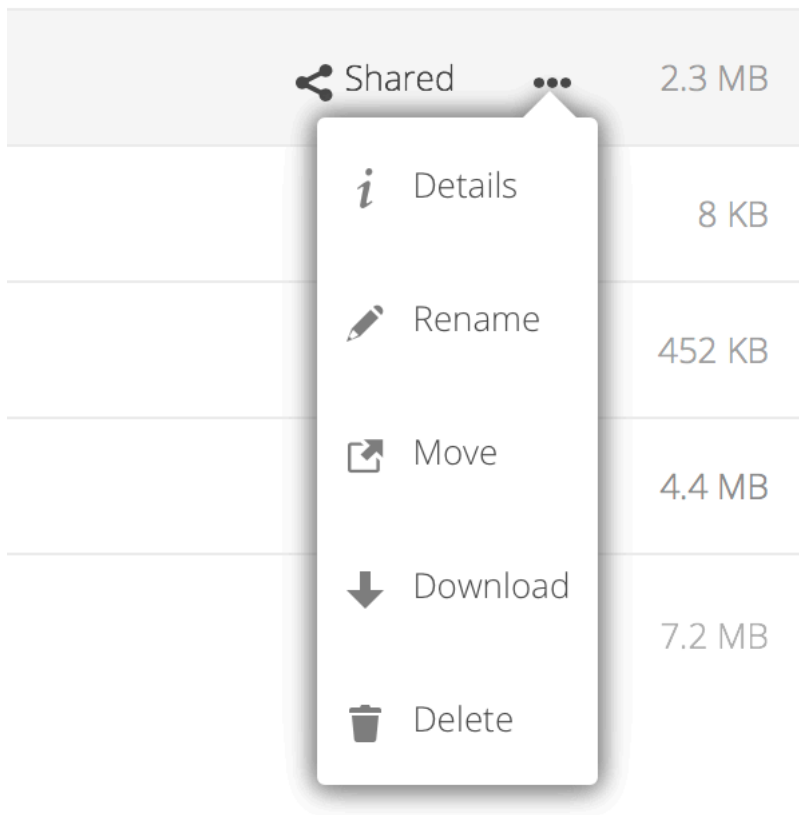 Shared ••• 2.3 MB
Details
8 KB
Rename
452 KB
Move
4.4 MB
Download
7.2 MB
Delete